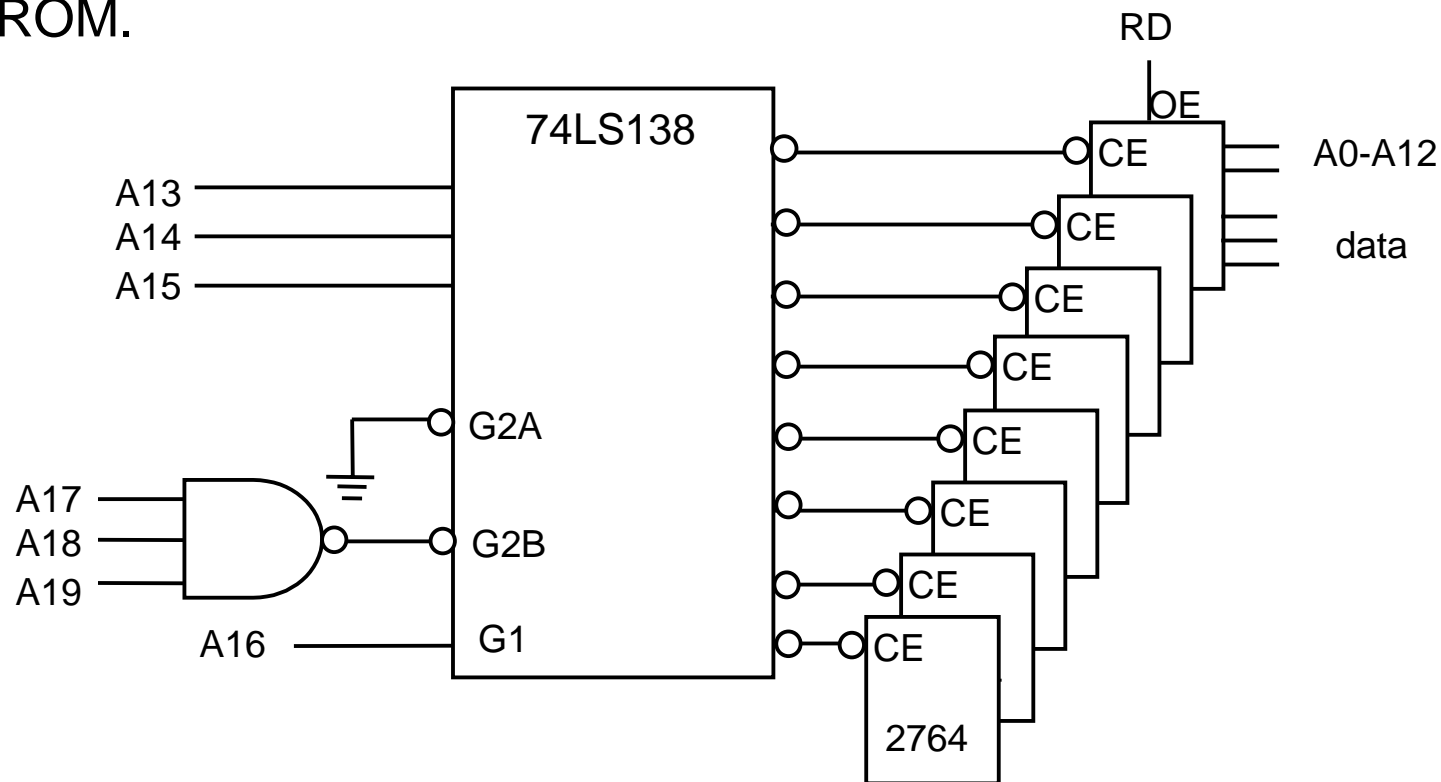 ROM.
RD
OE
74LS138
CE
A0-A12
A13
A14
A15
CE
data
CE
CE
G2A
CE
A17
A18
A19
G2B
CE
CE
A16
G1
CE
2764